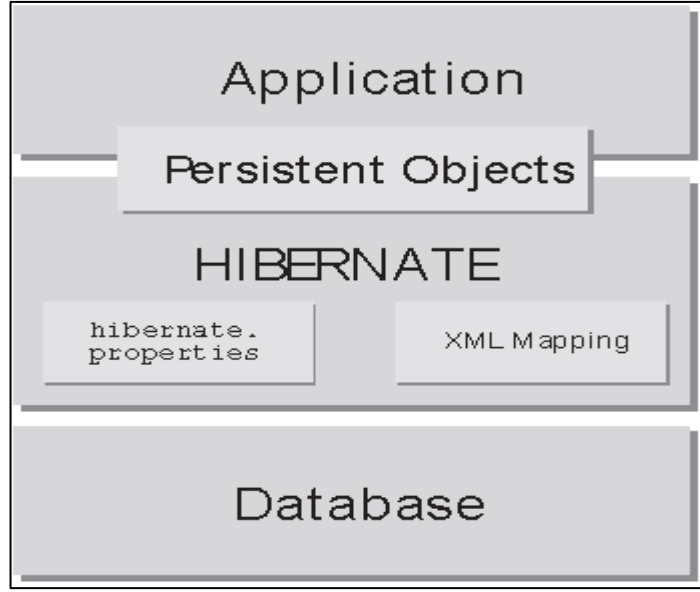 Application
Persistent Objects
HIBERNATE
hibernate.
properties
XML Mapping
Database